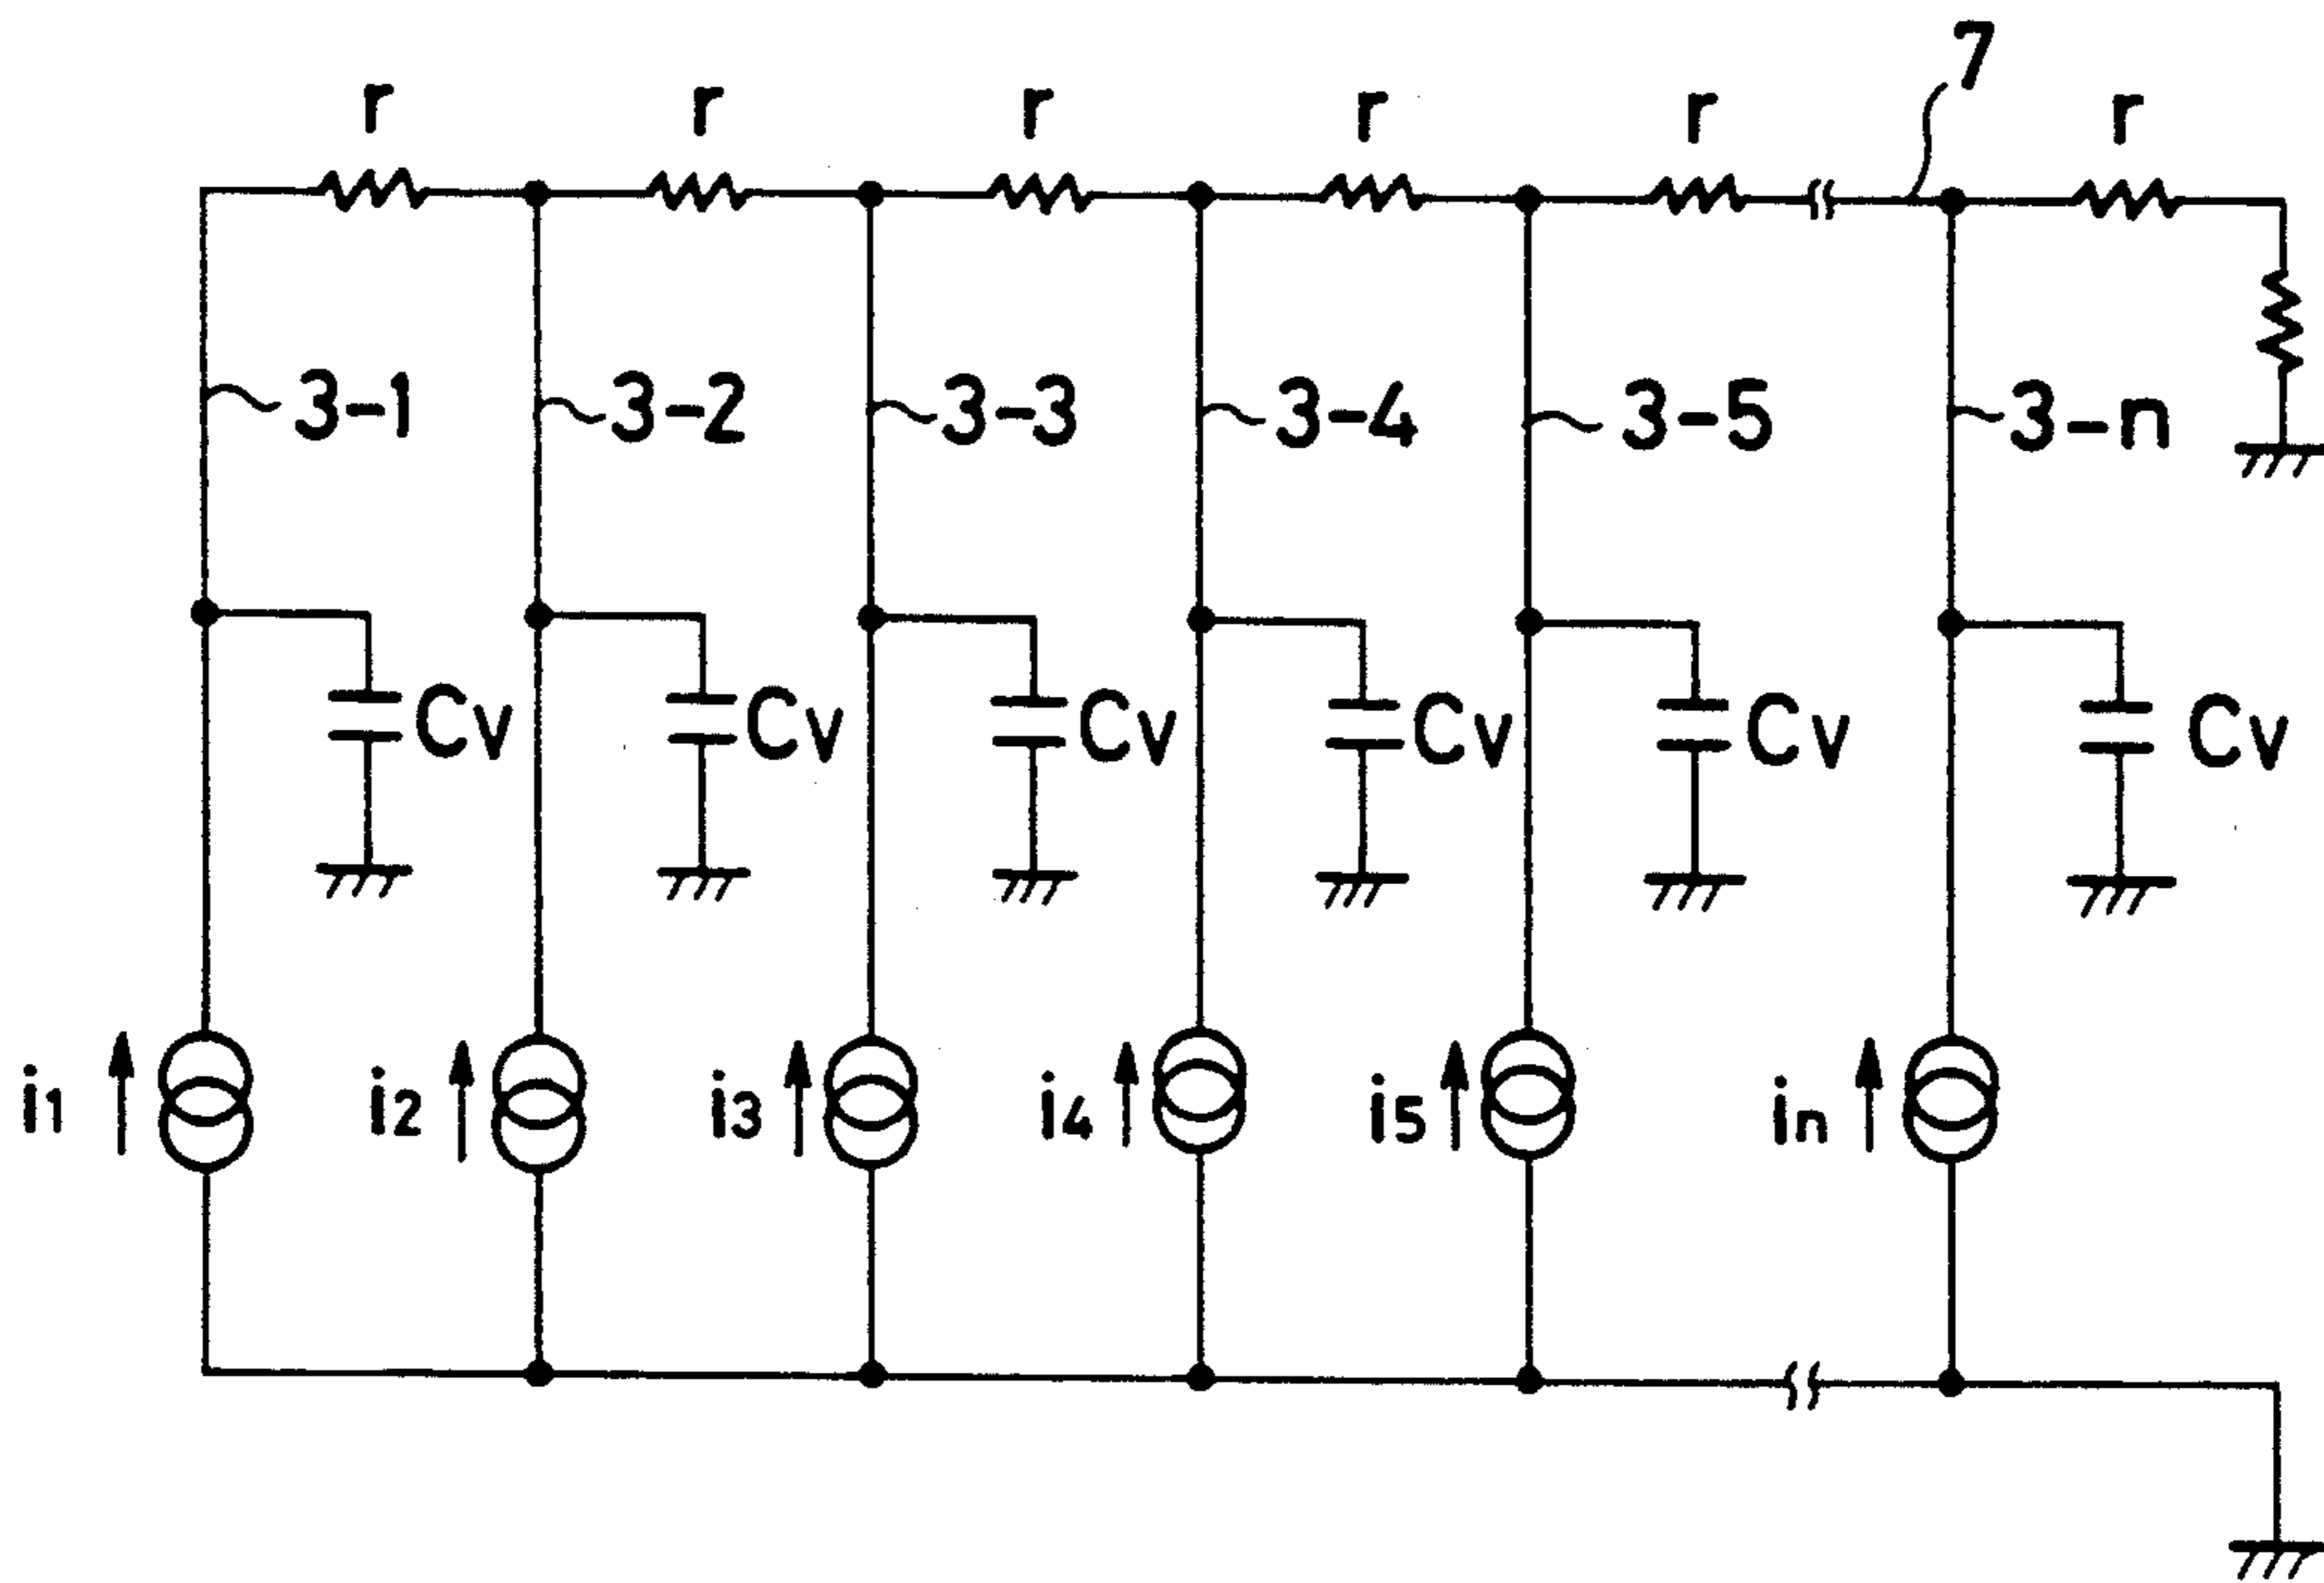 7
r r r r r r
3-1 3-2 3-3 3-4 3-5 3-n
Cv Cv Cv Cv Cv Cv
i1 i2 i3 i4 i5 in